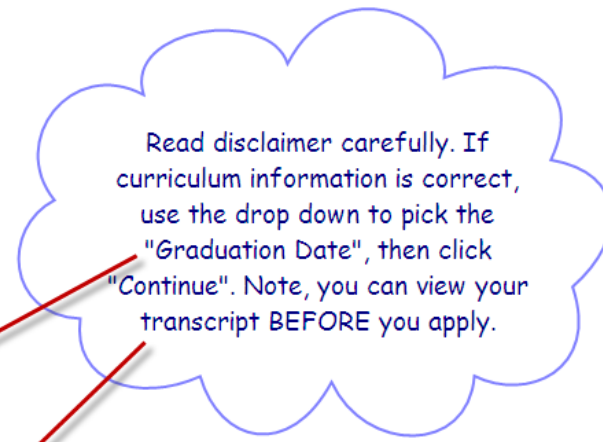 Read disclaimer carefully. If
curriculum information is correct,
use the drop down to pick the
"Graduation Date", then click
"Continue". Note, you can view your
transcript BEFORE you apply.